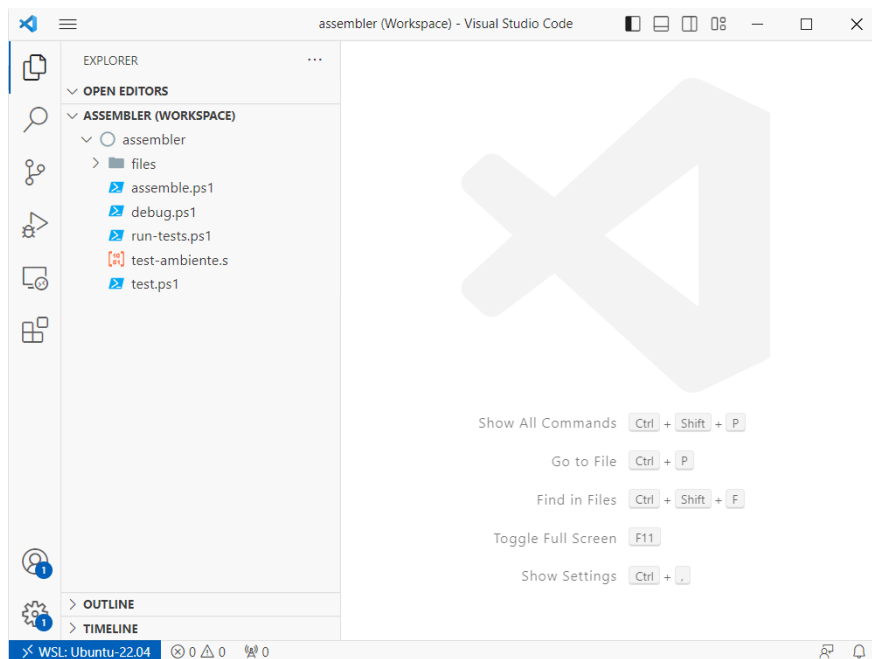 assembler (Workspace) - Visual Studio Code
EXPLORER
OPEN EDITORS
ASSEMBLER (WORKSPACE)
assembler
files
assemble.ps1
debug.ps1
run-tests.ps1
test-ambiente.s
test.ps1
Show All Commands Ctrl + Shift + P
Go to File Ctrl + P
Find in Files Ctrl + Shift + F
Toggle Full Screen F11
Show Settings Ctrl + ,
1
1
OUTLINE
TIMELINE
WSL: Ubuntu-22.04 0 0 0